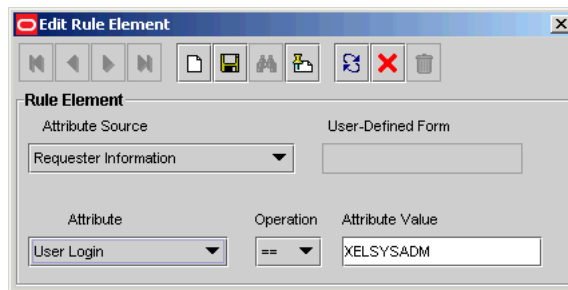 Edit Rule Element
Rule Element
Attribute Source User-Defined Form
Requester Information
Attribute Operation Attribute Value
User Login == XELSYSADM